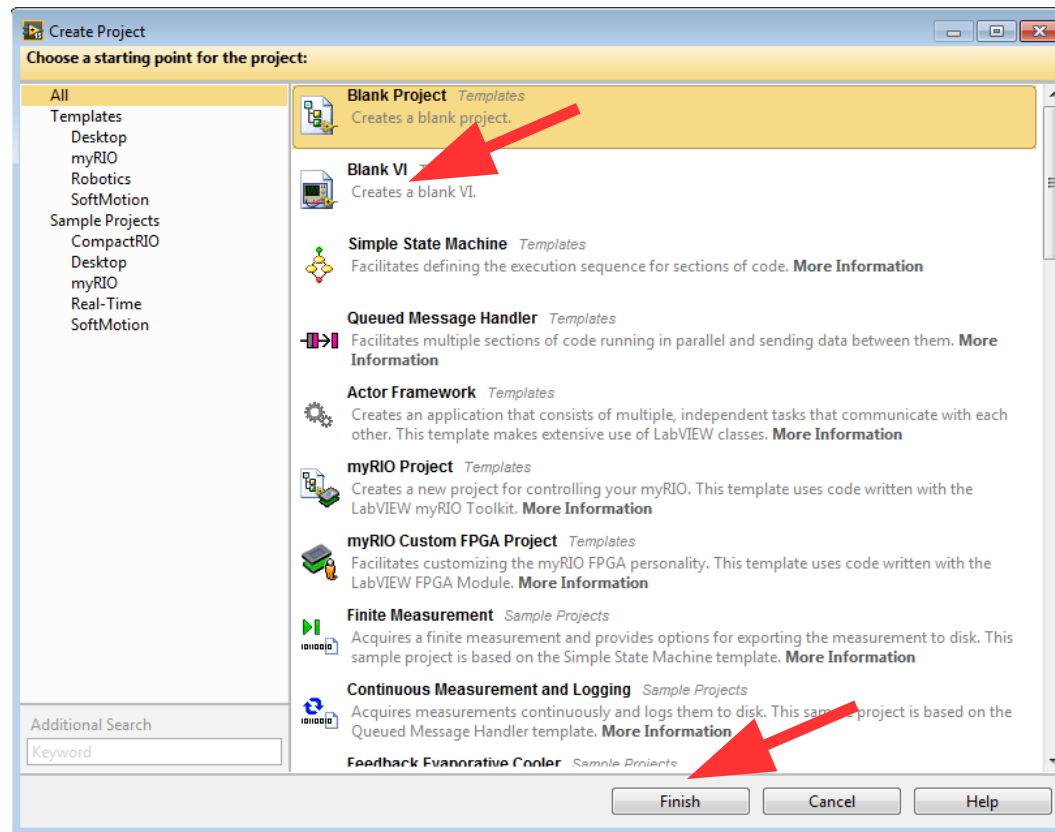 Create Project
Choose a starting point for the project:
All
Templates
Desktop
myRIO
Robotics
SoftMotion
Sample Projects
CompactRIO
Desktop
myRIO
Real-Time
SoftMotion
Additional Search
Keyword
Blank Project Templates
Creates a blank project.
Blank VI
Creates a blank VI.
Simple State Machine Templates
Facilitates defining the execution sequence for sections of code. More Information
Queued Message Handler Templates
Facilitates multiple sections of code running in parallel and sending data between them. More
Information
Actor Framework Templates
Creates an application that consists of multiple, independent tasks that communicate with each
other. This template makes extensive use of LabVIEW classes. More Information
myRIO Project Templates
Creates a new project for controlling your myRIO. This template uses code written with the
LabVIEW myRIO Toolkit. More Information
myRIO Custom FPGA Project Templates
Facilitates customizing the myRIO FPGA personality. This template uses code written with the
LabVIEW FPGA Module. More Information
Finite Measurement Sample Projects
Acquires a finite measurement and provides options for exporting the measurement to disk. This
sample project is based on the Simple State Machine template. More Information
Continuous Measurement and Logging Sample Projects
Acquires measurements continuously and logs them to disk. This sample project is based on the
Queued Message Handler template. More Information
Feedback Evaporative Cooler Sample Projects
Finish
Cancel
Help